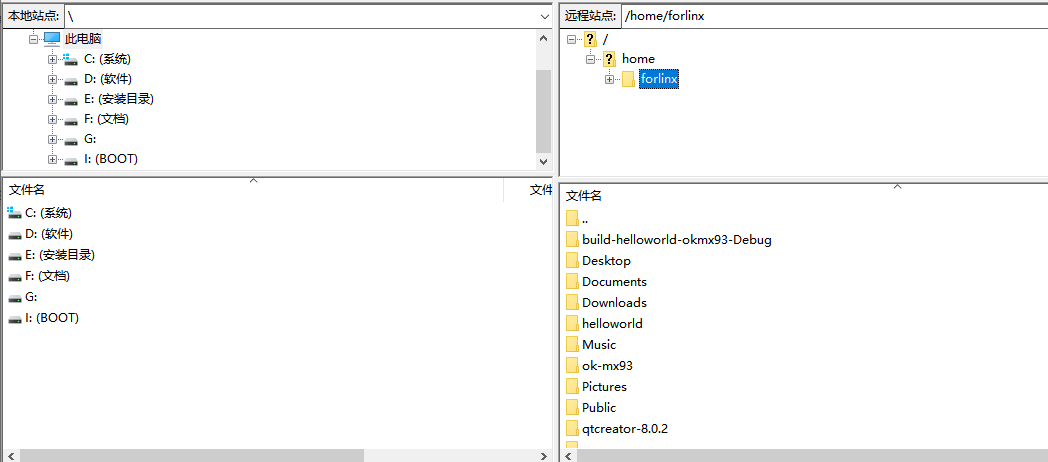 本地站点: \
此电脑
C: (系统)
D: (软件)
E: (安装目录)
F: (文档)
G:
I: (BOOT)
文件名 文件
C: (系统)
D: (软件)
E: (安装目录)
F: (文档)
G:
I: (BOOT)
远程站点: /home/forlinx
? /
? home
forlinx
文件名
..
build-helloworld-okmx93-Debug
Desktop
Documents
Downloads
helloworld
Music
ok-mx93
Pictures
Public
qtcreator-8.0.2